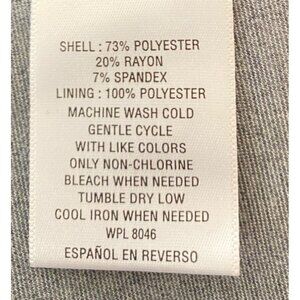 SHELL : 73% POLYESTER
20% RAYON
7% SPANDEX
LINING : 100% POLYESTER
MACHINE WASH COLD
GENTLE CYCLE
WITH LIKE COLORS
ONLY NON-CHLORINE
BLEACH WHEN NEEDED
TUMBLE DRY LOW
COOL IRON WHEN NEEDED
WPL 8046
ESPAÑOL EN REVERSO